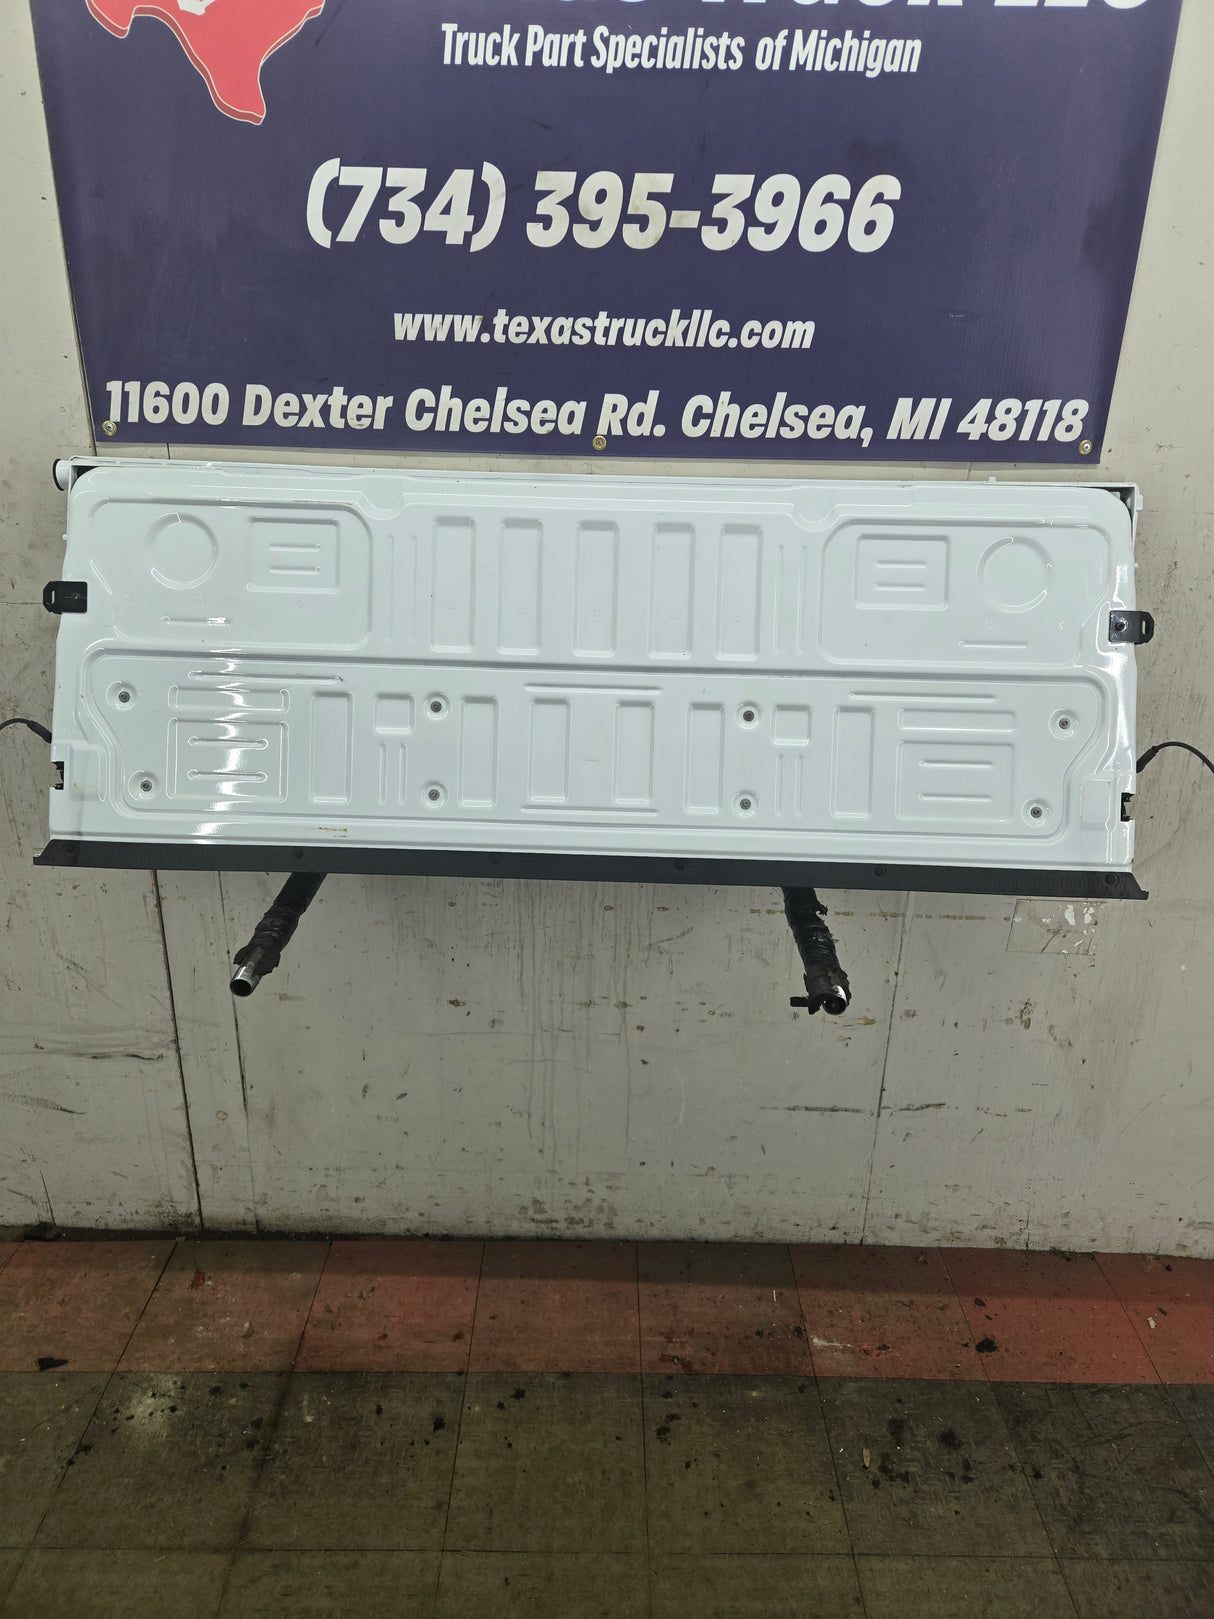 Truck Part Specialists of Michigan
(734) 395-3966
www.texastruckllc.com
11600 Dexter Chelsea Rd. Chelsea, MI 48118